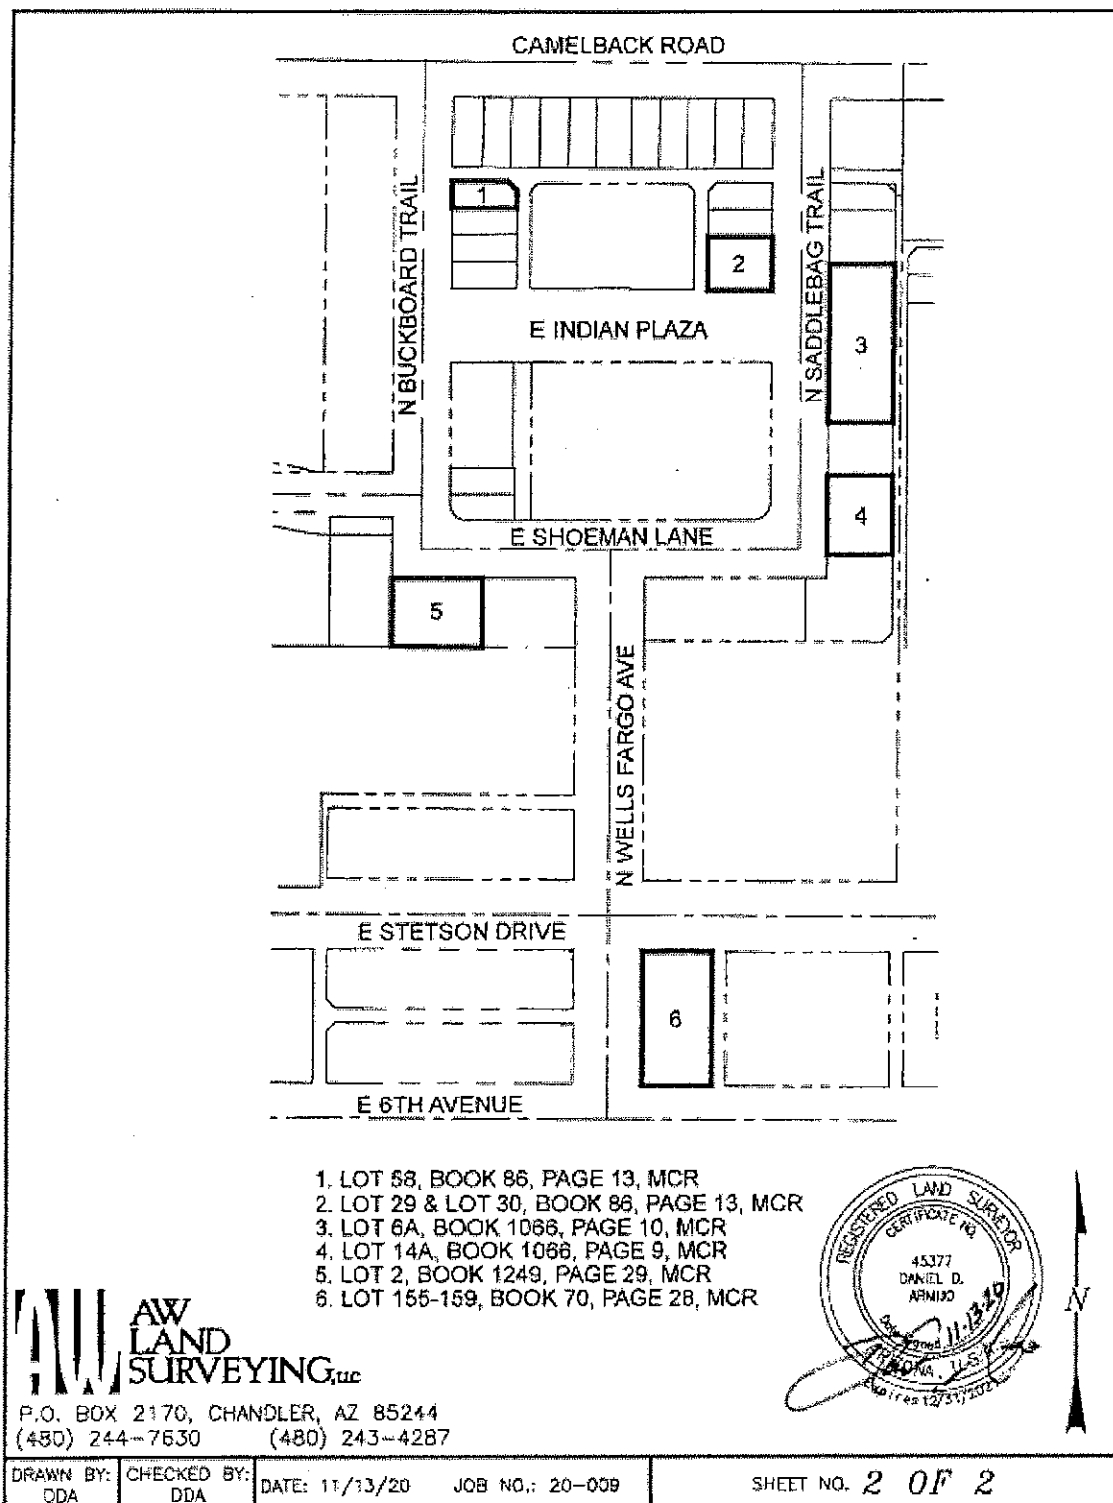 CAMELBACK ROAD
N BUCKBOARD TRAIL
N SADDLEBAG TRAIL
1
2
E INDIAN PLAZA
3
4
E SHOEMAN LANE
5
N WELLS FARGO AVE
E STETSON DRIVE
6
E 6TH AVENUE
1. LOT 58, BOOK 86, PAGE 13, MCR
2. LOT 29 & LOT 30, BOOK 86, PAGE 13, MCR
3. LOT 6A, BOOK 1066, PAGE 10, MCR
4. LOT 14A, BOOK 1066, PAGE 9, MCR
5. LOT 2, BOOK 1249, PAGE 29, MCR
6. LOT 155-159, BOOK 70, PAGE 28, MCR
REGISTERED LAND SURVEYOR
CERTIFICATE NO.
45377
DANIEL D.
ARMIJO
Date Signed 11-13-20
ARIZONA, U.S.A.
Expires 12/31/202
N
AW
AW
LAND
SURVEYING, LLC
P.O. BOX 2170, CHANDLER, AZ 85244
(480) 244-7630 (480) 243-4287
DRAWN BY: DDA
CHECKED BY: DDA
DATE: 11/13/20 JOB NO.: 20-009
SHEET NO. 2 OF 2